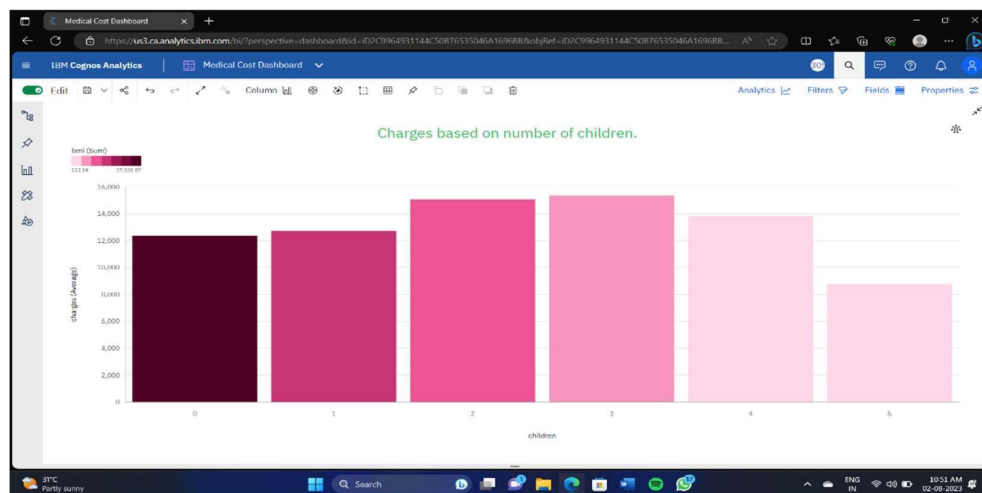 Medical Cost Dashboard
https://us3.ca.analytics.ibm.com/bi/?perspective=dashboard&id=iD2C9964931144C50B76535046A1696BB&objRef=iD2C9964931144C50B76535046A1696BB...
IBM Cognos Analytics
Medical Cost Dashboard
Edit
Column
Analytics
Filters
Fields
Properties
Charges based on number of children.
bmi (Sum)
16,000
14,000
12,000
10,000
8,000
6,000
4,000
2,000
0
charges (Average)
0 1 2 3 4 5
children
31°C
Partly sunny
Search
ENG
IN
10:51 AM
02-08-2023